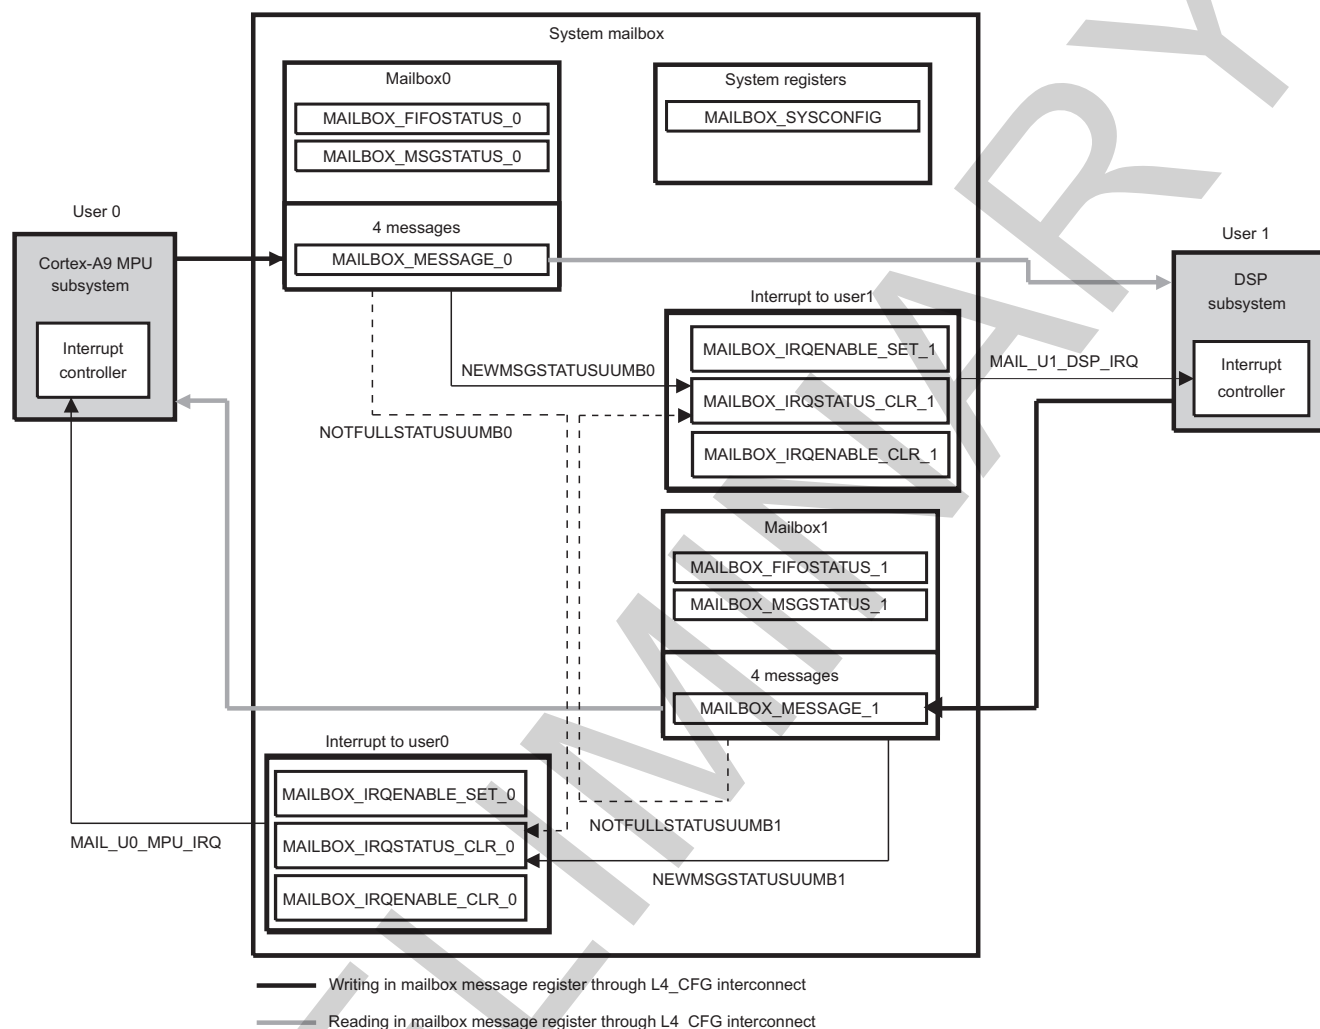 System mailbox
Mailbox0
MAILBOX_FIFOSTATUS_0
MAILBOX_MSGSTATUS_0
4 messages
MAILBOX_MESSAGE_0
System registers
MAILBOX_SYSCONFIG
User 0
Cortex-A9 MPU
subsystem
Interrupt
controller
User 1
DSP
subsystem
Interrupt
controller
Interrupt to user1
MAILBOX_IRQENABLE_SET_1
MAILBOX_IRQSTATUS_CLR_1
MAILBOX_IRQENABLE_CLR_1
NEWMSGSTATUSUUMB0
MAIL_U1_DSP_IRQ
NOTFULLSTATUSUUMB0
Mailbox1
MAILBOX_FIFOSTATUS_1
MAILBOX_MSGSTATUS_1
4 messages
MAILBOX_MESSAGE_1
Interrupt to user0
MAILBOX_IRQENABLE_SET_0
MAILBOX_IRQSTATUS_CLR_0
MAILBOX_IRQENABLE_CLR_0
MAIL_U0_MPU_IRQ
NOTFULLSTATUSUUMB1
NEWMSGSTATUSUUMB1
Writing in mailbox message register through L4_CFG interconnect
Reading in mailbox message register through L4_CFG interconnect